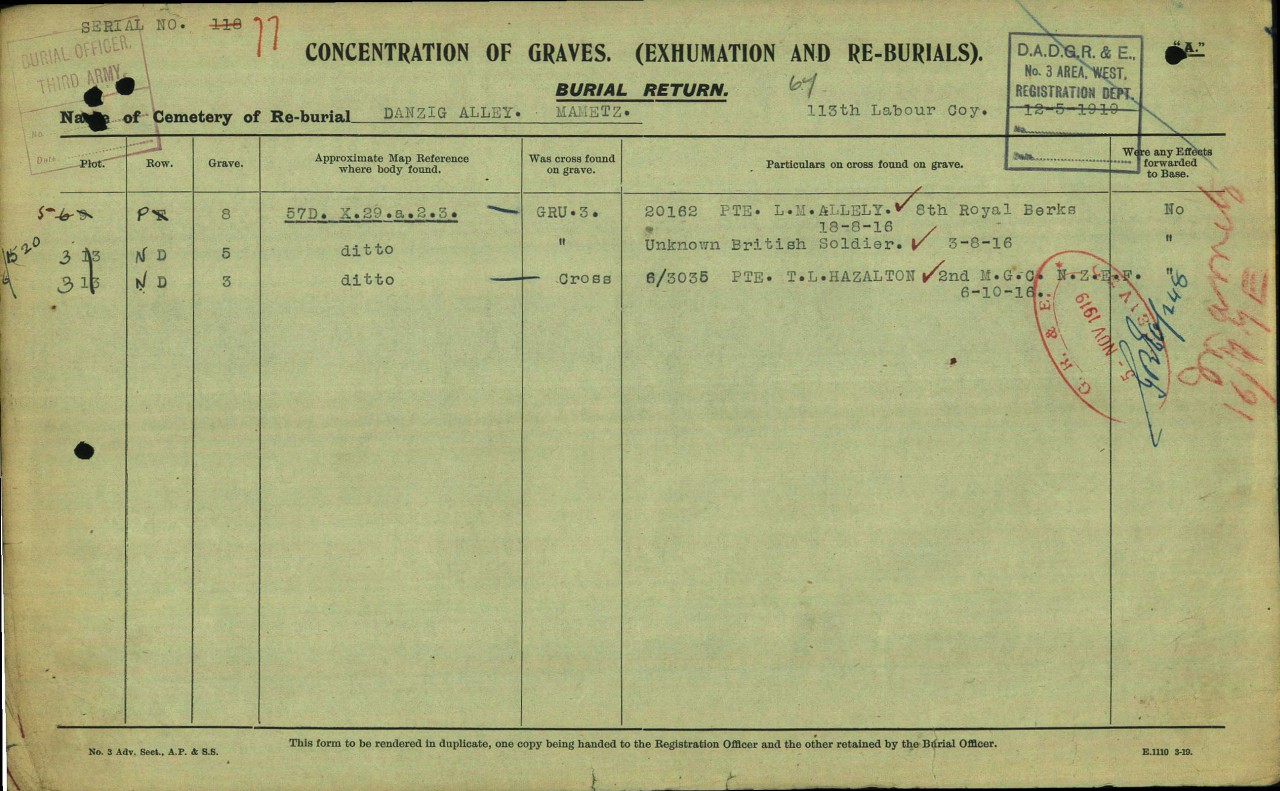 SERIAL NO. 118 77
BURIAL OFFICER,
THIRD ARMY.
No
Date
CONCENTRATION OF GRAVES. (EXHUMATION AND RE-BURIALS).
"A."
D.A.D.G.R. & E.,
No. 3 AREA, WEST,
REGISTRATION DEPT.
12-5-1919
No.
Date
BURIAL RETURN. 64
Name of Cemetery of Re-burial DANZIG ALLEY. MAMETZ. 113th Labour Coy.
Plot. Row. Grave. Approximate Map Reference where body found. Was cross found on grave. Particulars on cross found on grave. Were any Effects forwarded to Base.
8 57D. X.29.a.2.3. GRU.3. 20162 PTE. L.M.ALLELY. 8th Royal Berks No
18-8-16
3 13 N D 5 ditto " Unknown British Soldier. 3-8-16 "
3 13 N D 3 ditto Cross 6/3035 PTE. T.L.HAZALTON 2nd M.G.C. N.Z.E.F. "
6-10-16.
G. R. & E.
5- NOV 1919
No. 3 Adv. Sect., A.P. & S.S.
This form to be rendered in duplicate, one copy being handed to the Registration Officer and the other retained by the Burial Officer.
E.1110 3-19.